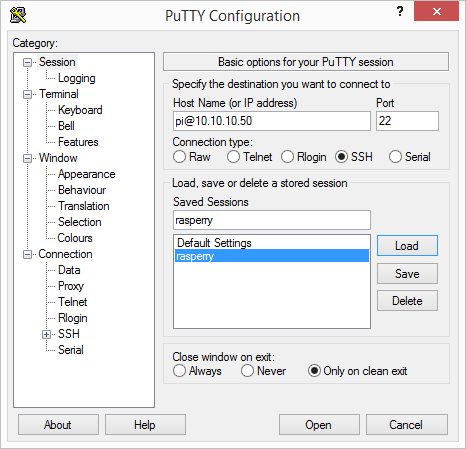 PuTTY Configuration
?
Category:
Session
Logging
Terminal
Keyboard
Bell
Features
Window
Appearance
Behaviour
Translation
Selection
Colours
Connection
Data
Proxy
Telnet
Rlogin
SSH
Serial
Basic options for your PuTTY session
Specify the destination you want to connect to
Host Name (or IP address) Port
pi@10.10.10.50 22
Connection type:
Raw Telnet Rlogin SSH Serial
Load, save or delete a stored session
Saved Sessions
rasperry
Default Settings
rasperry
Load
Save
Delete
Close window on exit:
Always Never Only on clean exit
About Help Open Cancel